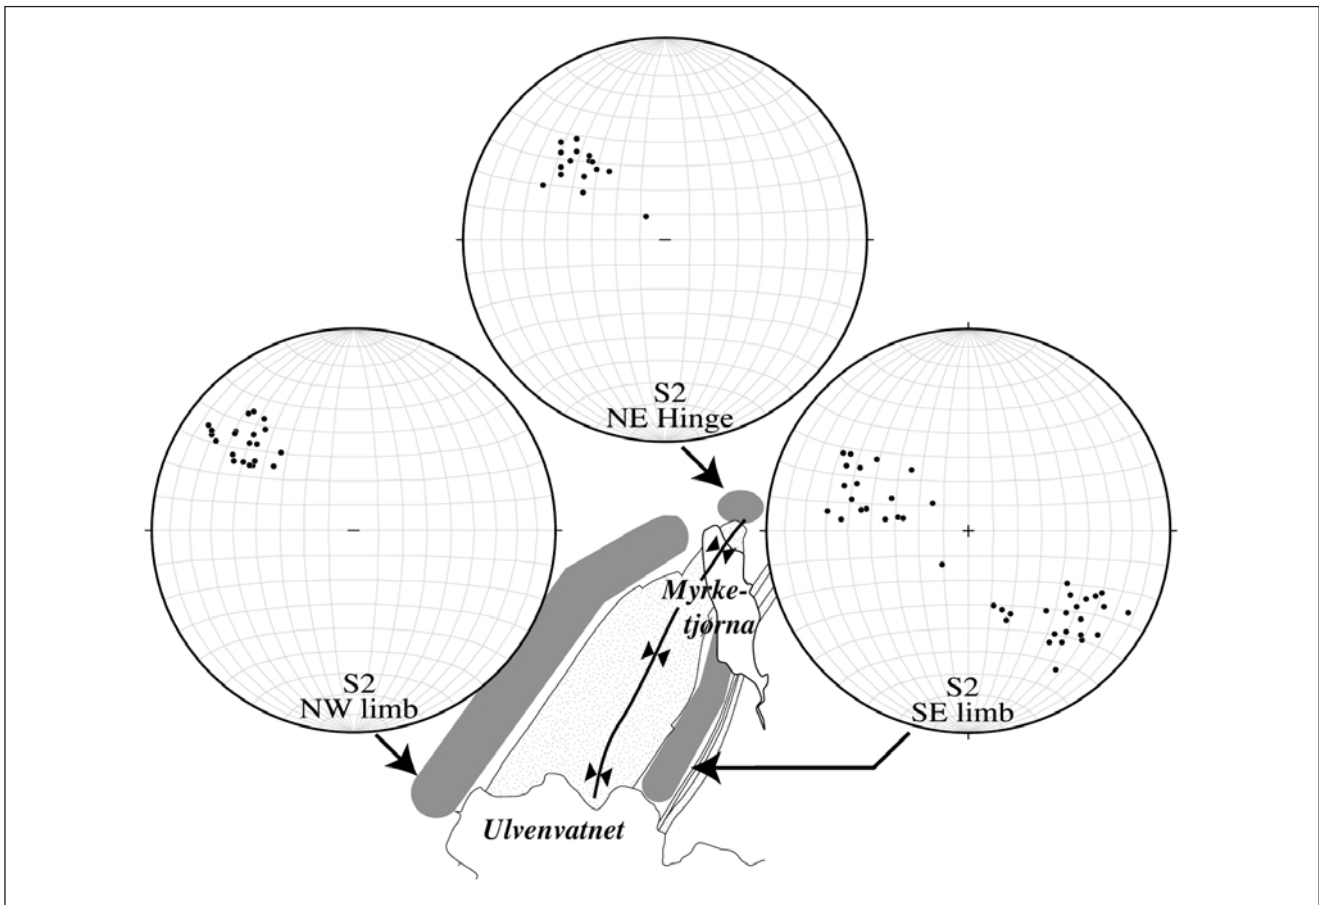 S2
NE Hinge
S2
NW limb
S2
SE limb
Myrke-
tjørna
Ulvenvatnet